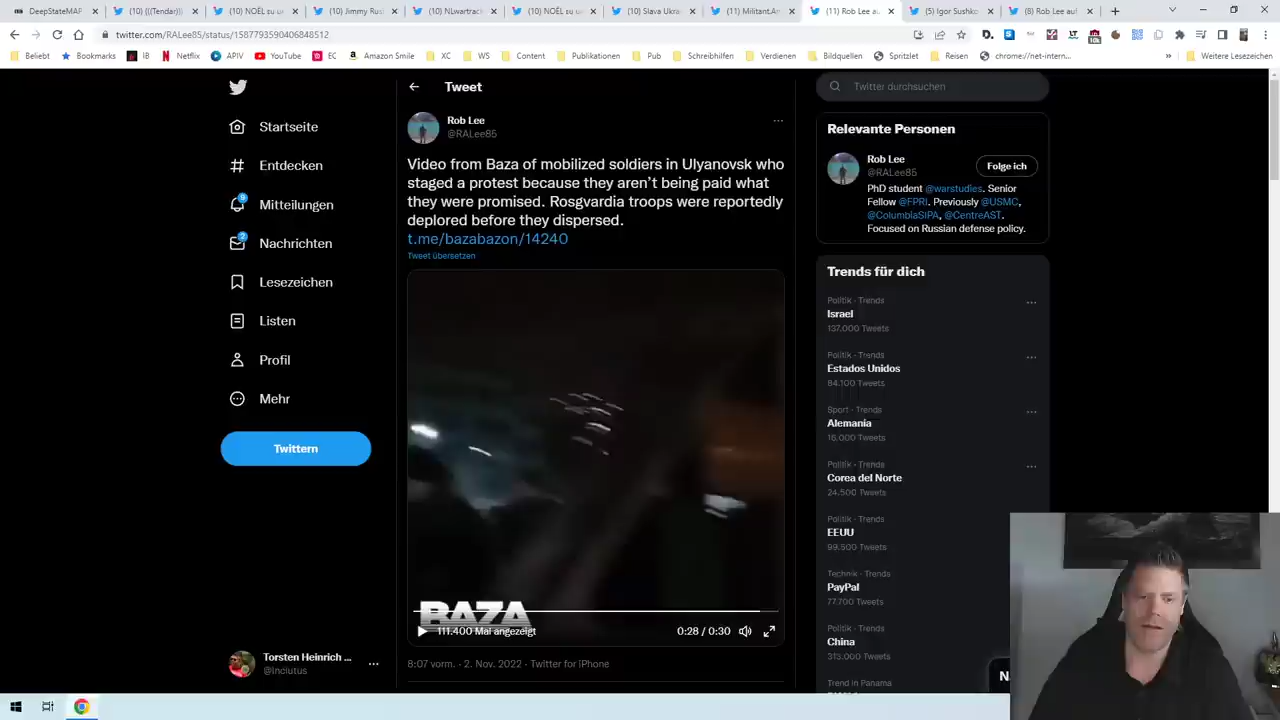 DeepStateMAP
(10) {{(Tendar)}}
(10) NOËL su
(10) Jimmy Rus
(10) NLwartrac
(10) NOËL su
(10) Slava Ukra
(11) Militant.An
(11) Rob Lee au
(5) Igor Sushko
(8) Rob Lee auf
twitter.com/RALee85/status/1587793590406848512
Beliebt
Bookmarks
IB
Netflix
APIV
YouTube
EC
Amazon Smile
XC
WS
Content
Publikationen
Pub
Schreibhilfen
Verdienen
Bildquellen
Spritzlet
Reisen
chrome://net-intern...
Weitere Lesezeichen
Startseite
Entdecken
Mitteilungen
Nachrichten
Lesezeichen
Listen
Profil
Mehr
Twittern
Torsten Heinrich ...
@Inclutus
Tweet
Rob Lee
@RALee85
Video from Baza of mobilized soldiers in Ulyanovsk who
staged a protest because they aren't being paid what
they were promised. Rosgvardia troops were reportedly
deplored before they dispersed.
t.me/bazabazon/14240
Tweet übersetzen
BAZA
111.400 Mal angezeigt
0:28 / 0:30
8:07 vorm. · 2. Nov. 2022 · Twitter for iPhone
Twitter durchsuchen
Relevante Personen
Rob Lee
@RALee85
Folge ich
PhD student @warstudies. Senior
Fellow @FPRI. Previously @USMC,
@ColumbiaSIPA, @CentreAST.
Focused on Russian defense policy.
Trends für dich
Politik · Trends
Israel
137.000 Tweets
Politik · Trends
Estados Unidos
84.100 Tweets
Sport · Trends
Alemania
16.000 Tweets
Politik · Trends
Corea del Norte
24.500 Tweets
Politik · Trends
EEUU
99.500 Tweets
Technik · Trends
PayPal
77.700 Tweets
Politik · Trends
China
313.000 Tweets
Trend in Panama